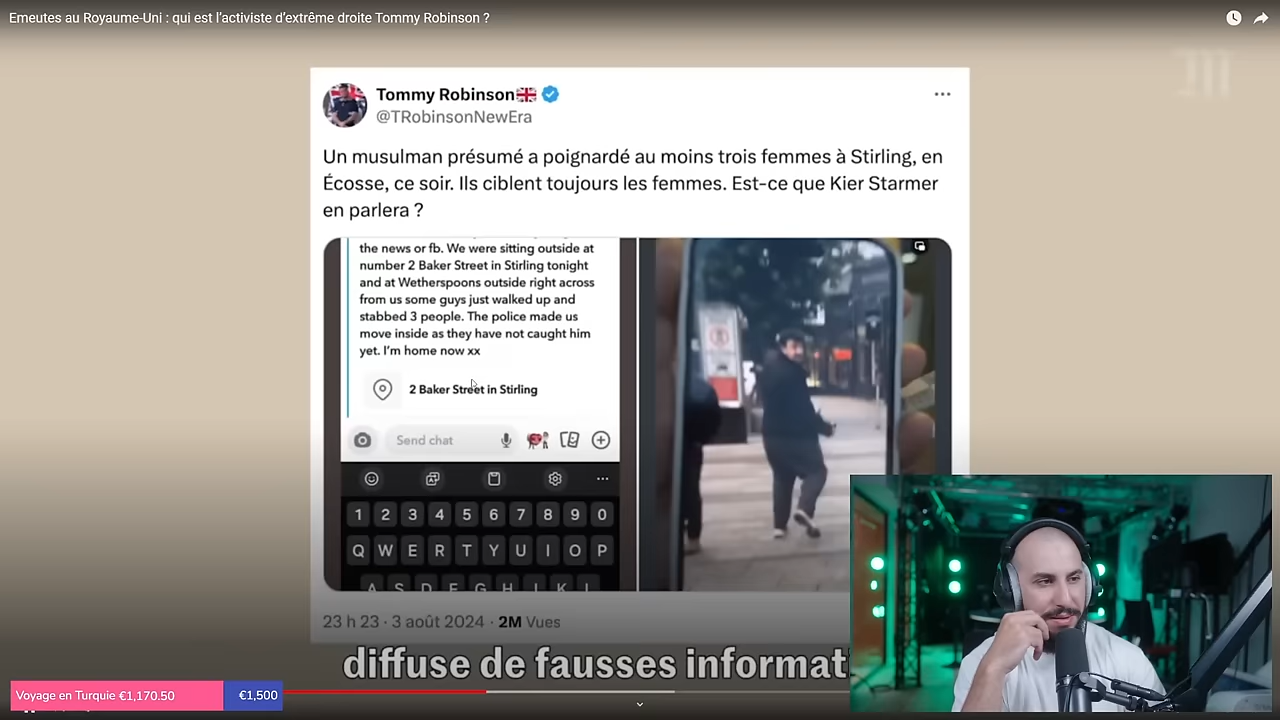 Emeutes au Royaume-Uni : qui est l'activiste d'extrême droite Tommy Robinson ?
Tommy Robinson
@TRobinsonNewEra
Un musulman présumé a poignardé au moins trois femmes à Stirling, en
Écosse, ce soir. Ils ciblent toujours les femmes. Est-ce que Kier Starmer
en parlera ?
the news or fb. We were sitting outside at
number 2 Baker Street in Stirling tonight
and at Wetherspoons outside right across
from us some guys just walked up and
stabbed 3 people. The police made us
move inside as they have not caught him
yet. I'm home now xx
2 Baker Street in Stirling
Send chat
1 2 3 4 5 6 7 8 9 0
Q W E R T Y U I O P
A S D F G H J K L
23 h 23 · 3 août 2024 · 2M Vues
diffuse de fausses informati
Voyage en Turquie €1,170.50
€1,500